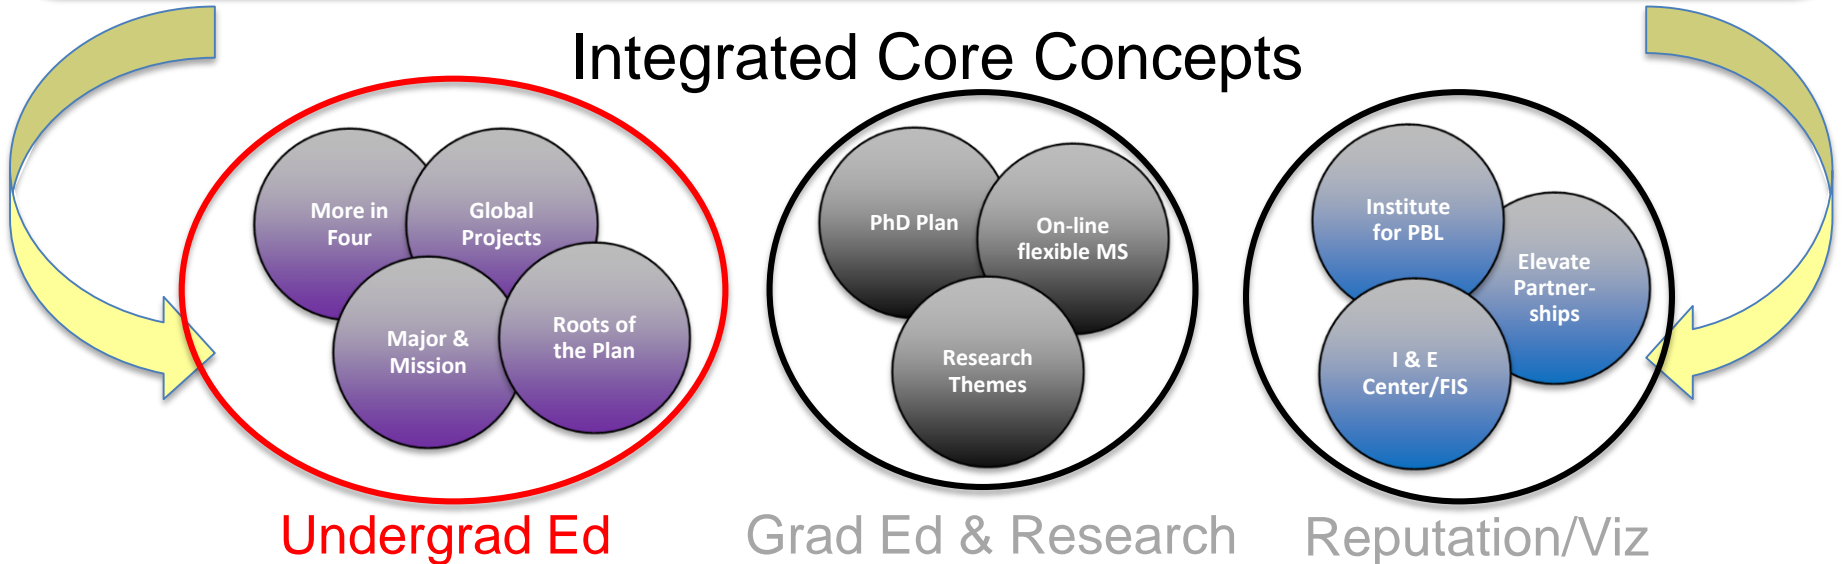 Integrated Core Concepts
More in
Four
Global
Projects
Major &
Mission
Roots of
the Plan
Undergrad Ed
PhD Plan
On-line
flexible MS
Research
Themes
Grad Ed & Research
Institute
for PBL
Elevate
Partner-
ships
I & E
Center/FIS
Reputation/Viz